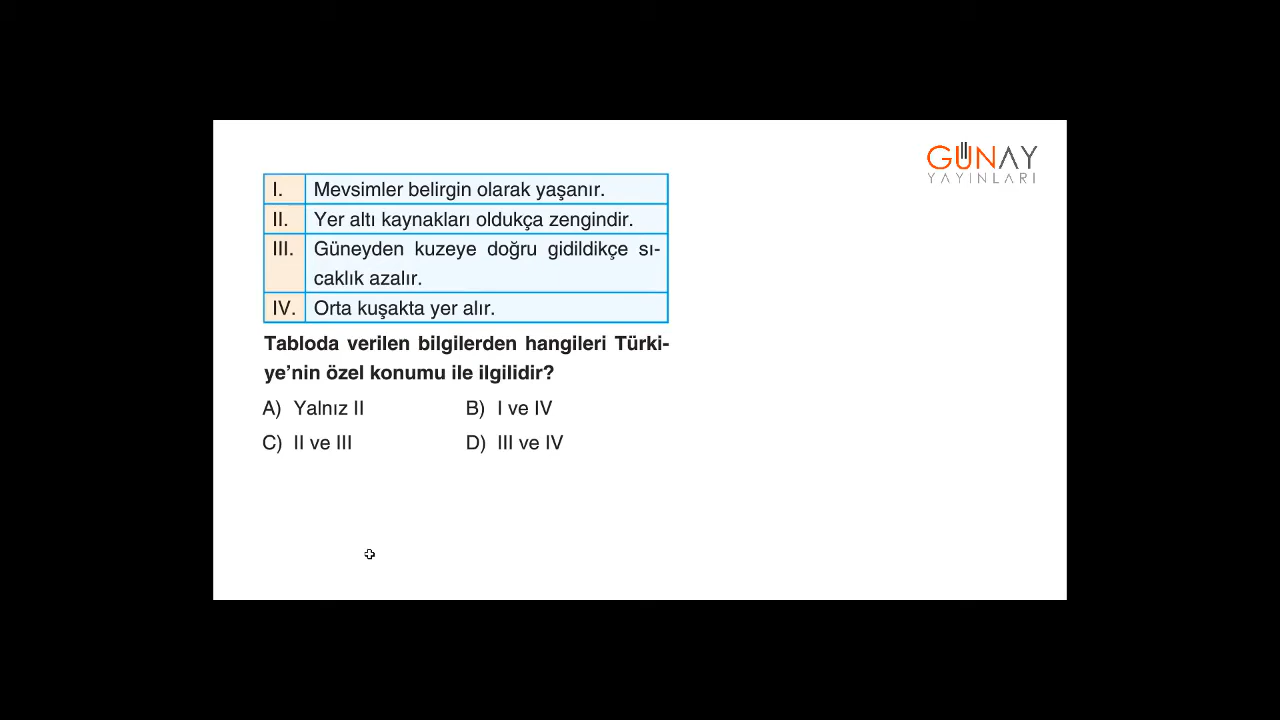 GÜNAY
YAYINLARI
I. Mevsimler belirgin olarak yaşanır.
II. Yer altı kaynakları oldukça zengindir.
III. Güneyden kuzeye doğru gidildikçe sı-
caklık azalır.
IV. Orta kuşakta yer alır.
Tabloda verilen bilgilerden hangileri Türki-
ye’nin özel konumu ile ilgilidir?
A) Yalnız II B) I ve IV
C) II ve III D) III ve IV